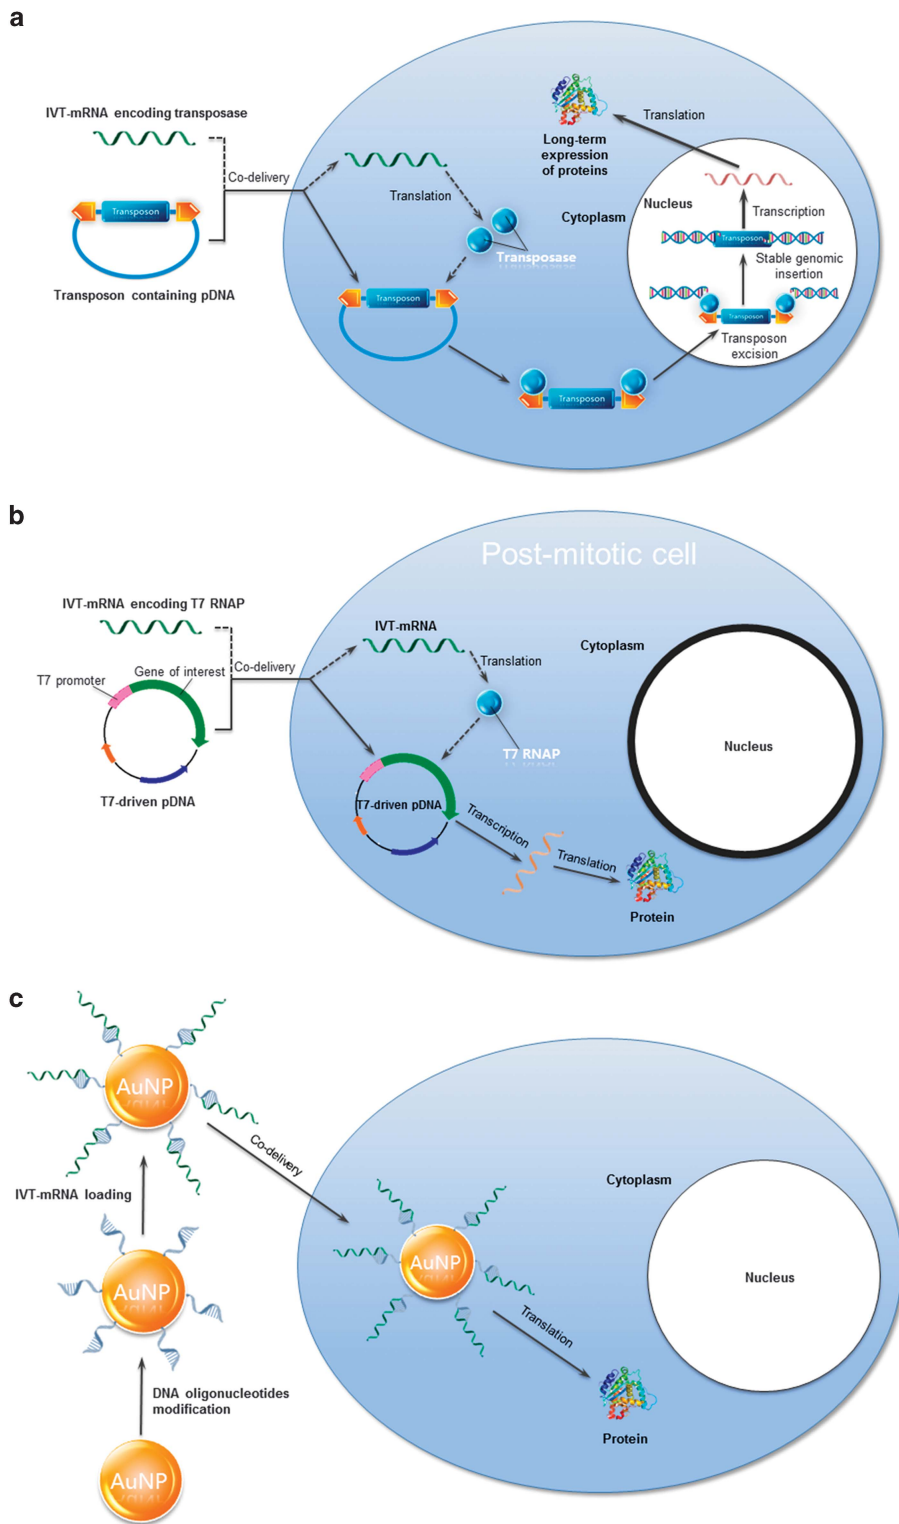 a
IVT-mRNA encoding transposase
Co-delivery
Transposon
Transposon containing pDNA
Translation
Transposase
Transposon
Transposon
Cytoplasm
Long-term
expression
of proteins
Translation
Nucleus
Transcription
Transposon
Stable genomic
insertion
Transposon
Transposon
excision
b
Post-mitotic cell
IVT-mRNA encoding T7 RNAP
Co-delivery
T7 promoter
Gene of interest
T7-driven pDNA
IVT-mRNA
Translation
T7 RNAP
T7-driven pDNA
Transcription
Translation
Protein
Cytoplasm
Nucleus
c
AuNP
Co-delivery
IVT-mRNA loading
AuNP
DNA oligonucleotides
modification
AuNP
AuNP
Translation
Protein
Cytoplasm
Nucleus